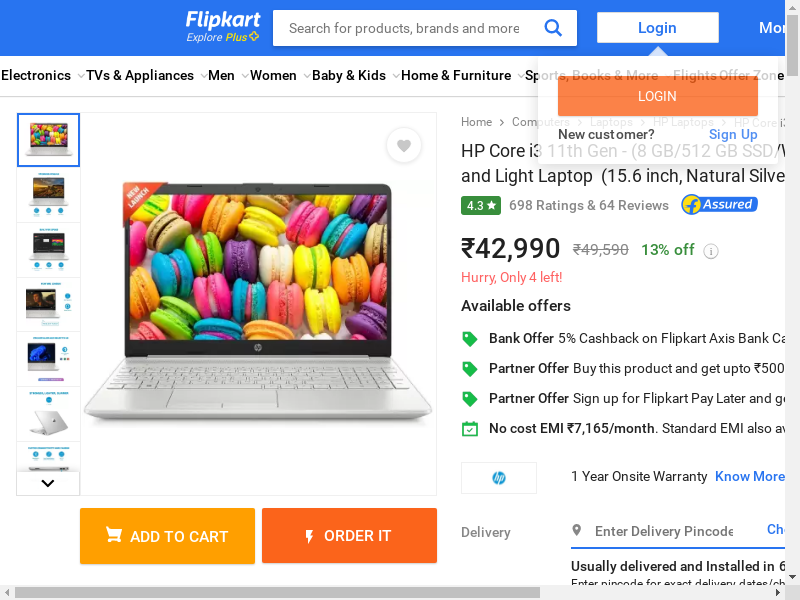 Flipkart
Explore Plus
Search for products, brands and more
Login
Electronics
TVs & Appliances
Men
Women
Baby & Kids
Home & Furniture
Sports, Books & More
Flights
Offer Zone
LOGIN
New customer?
Sign Up
Home
HP Laptops
Laptops
HP Core i3 11th Gen - (8 GB/512 GB SSD/
and Light Laptop (15.6 inch, Natural Silve
4.3
698 Ratings & 64 Reviews
Assured
₹42,990
₹49,590
13% off
Hurry, Only 4 left!
Available offers
Bank Offer 5% Cashback on Flipkart Axis Bank Ca
Partner Offer Buy this product and get upto ₹500
Partner Offer Sign up for Flipkart Pay Later and ge
No cost EMI ₹7,165/month. Standard EMI also av
NEW LAUNCH
hp
1 Year Onsite Warranty
Know More
ADD TO CART
ORDER IT
Delivery
Enter Delivery Pincode
Usually delivered and Installed in 6
Enter pincode for exact delivery dates/ch